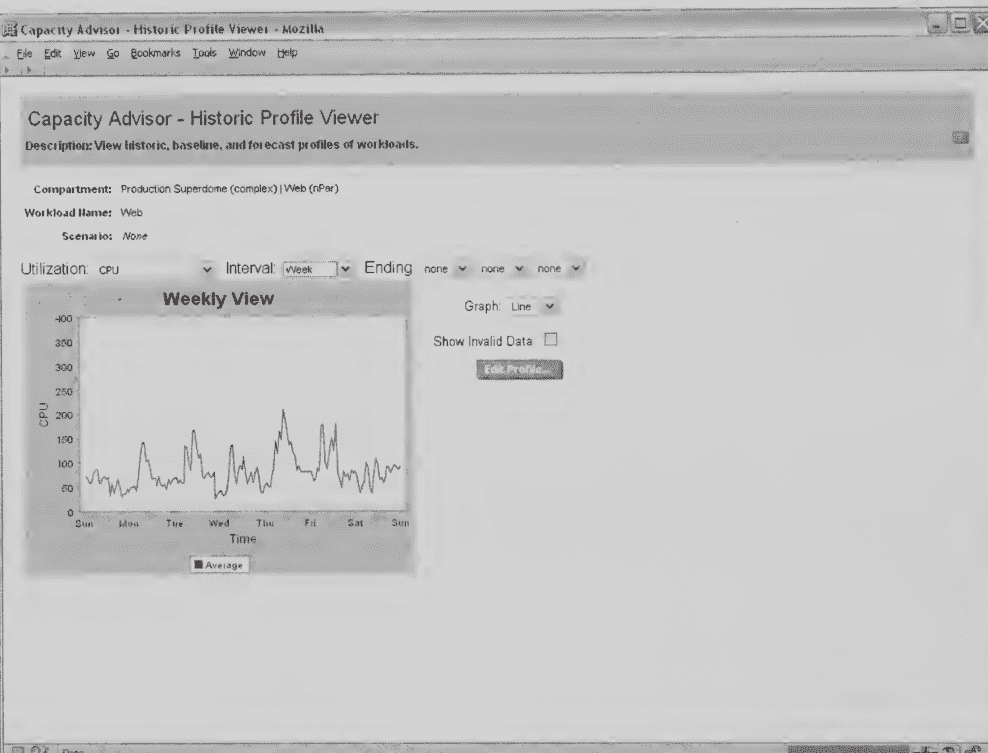 Capacity Advisor - Historic Profile Viewer - Mozilla
File Edit View Go Bookmarks Tools Window Help
Capacity Advisor - Historic Profile Viewer
Description: View historic, baseline, and forecast profiles of workloads.
?
Compartment: Production Superdome (complex) | Web (nPar)
Workload Name: Web
Scenario: None
Utilization: CPU Interval: Week Ending none none none
Weekly View
Graph: Line
Show Invalid Data
Edit Profile...
400
350
300
250
200
150
100
50
0
CPU
Sun Mon Tue Wed Thu Fri Sat Sun
Time
Average
Done